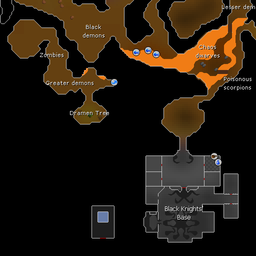 Lesser dem
Black
demons
Chaos
Dwarves
Zombies
Greater demons
Poisonous
scorpions
Dramen Tree
Black Knights'
Base